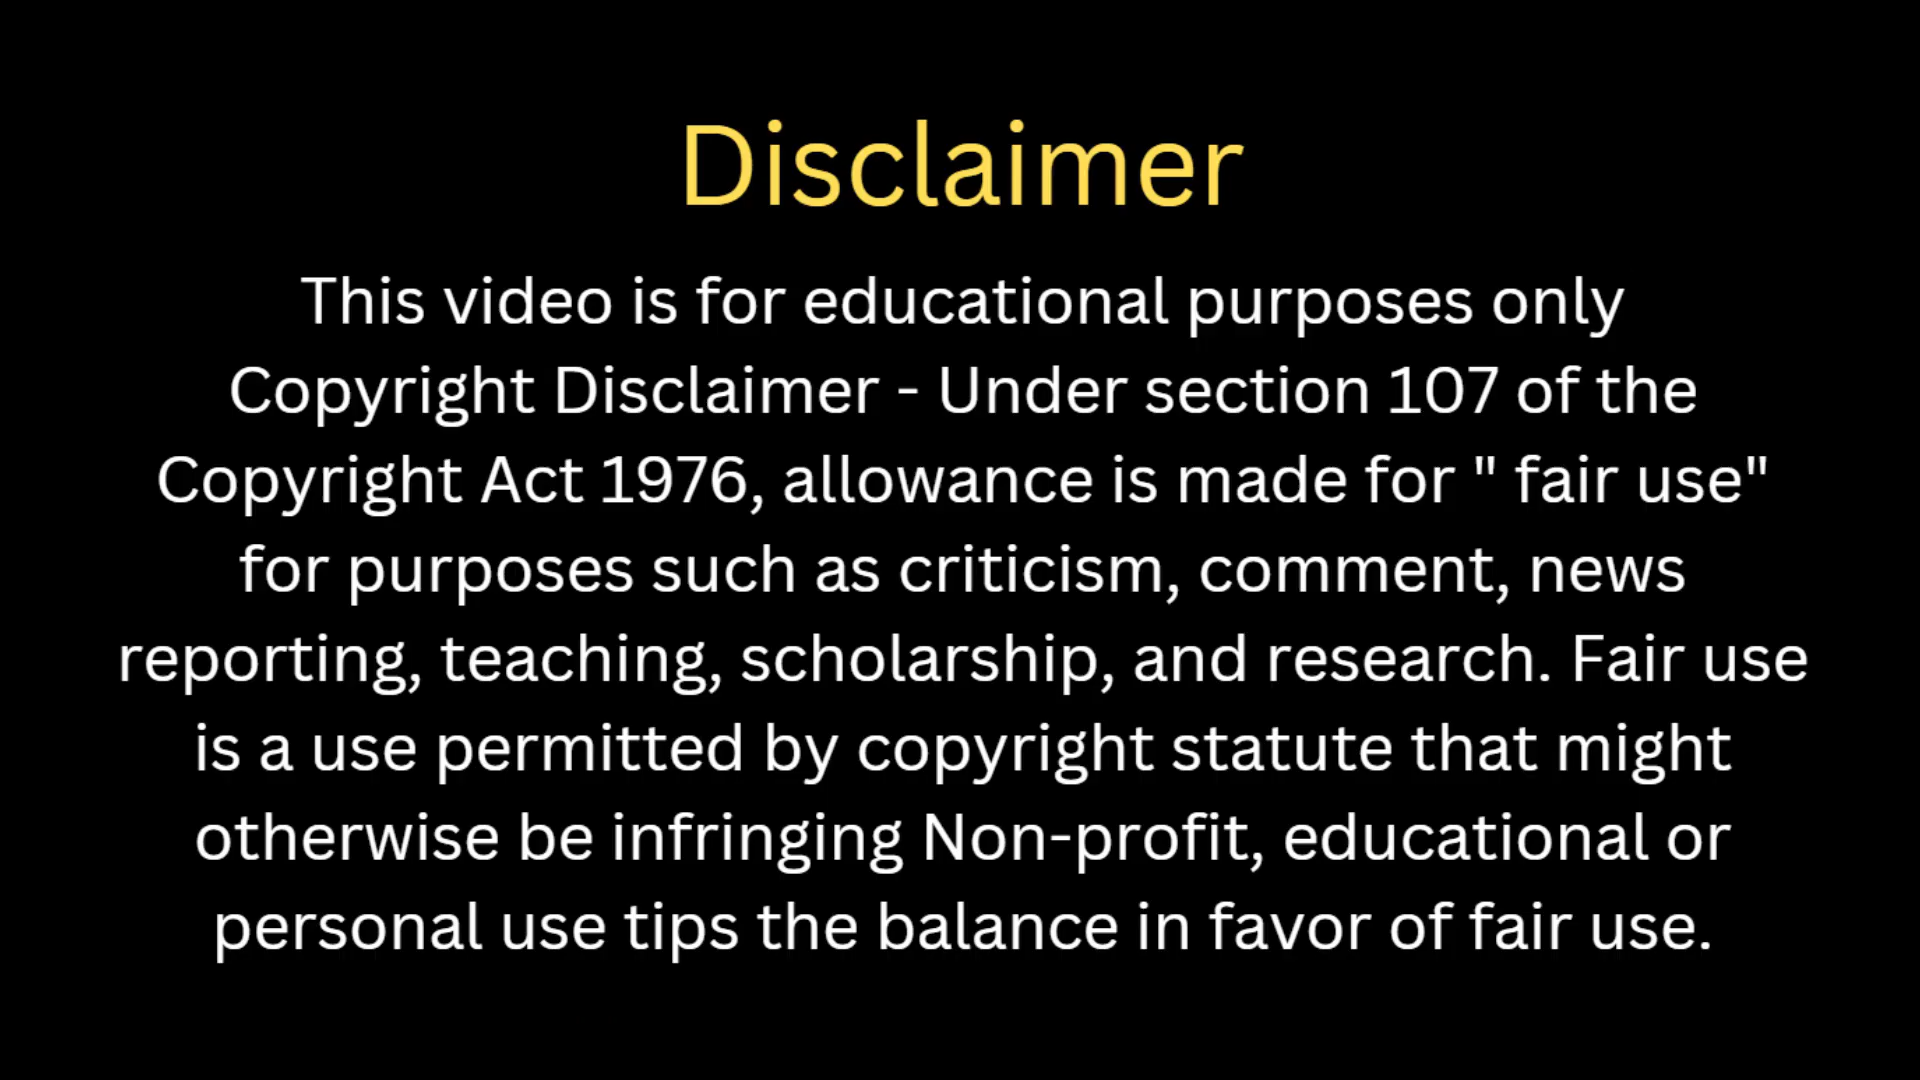 Disclaimer
This video is for educational purposes only
Copyright Disclaimer - Under section 107 of the
Copyright Act 1976, allowance is made for " fair use"
for purposes such as criticism, comment, news
reporting, teaching, scholarship, and research. Fair use
is a use permitted by copyright statute that might
otherwise be infringing Non-profit, educational or
personal use tips the balance in favor of fair use.